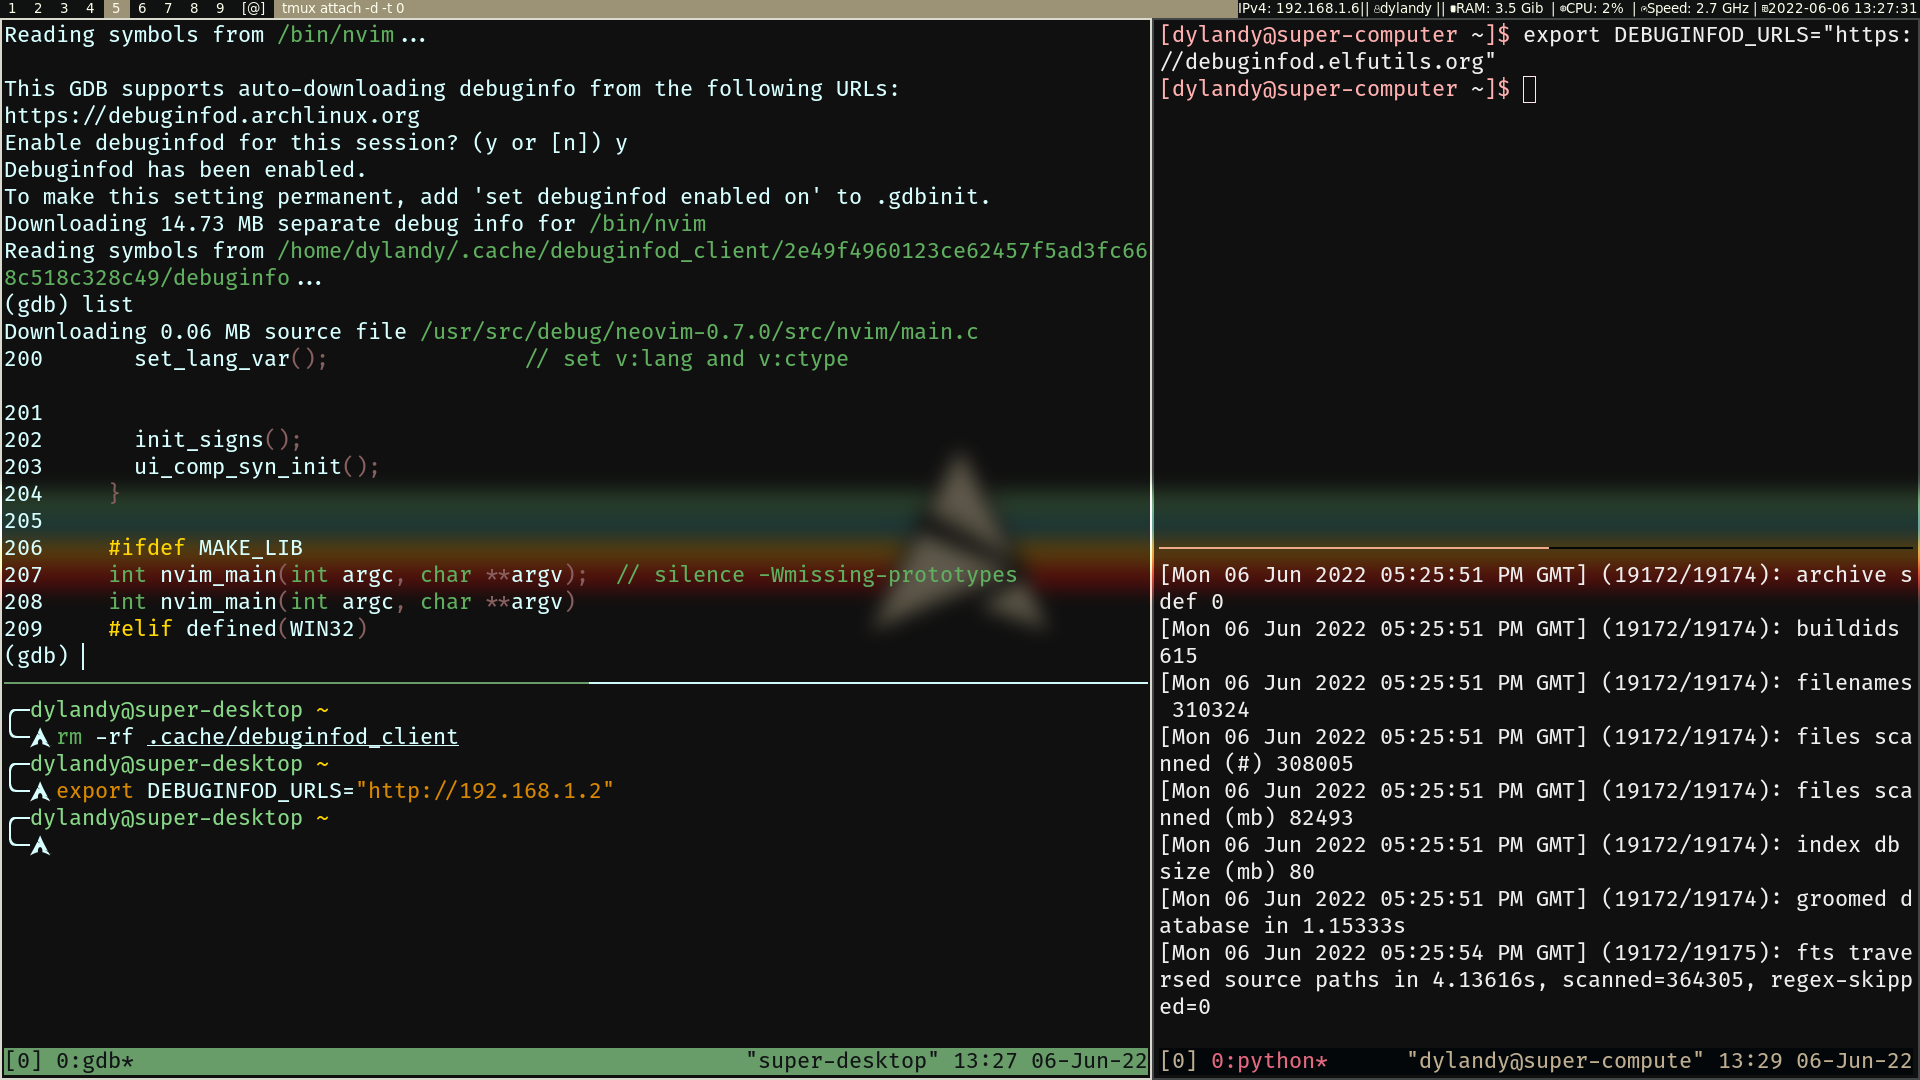 1 2 3 4 5 6 7 8 9 [@] tmux attach -d -t 0 IPv4: 192.168.1.6|| dylandy || RAM: 3.5 Gib | CPU: 2% | Speed: 2.7 GHz | 2022-06-06 13:27:31
Reading symbols from /bin/nvim...
This GDB supports auto-downloading debuginfo from the following URLs:
https://debuginfod.archlinux.org
Enable debuginfod for this session? (y or [n]) y
Debuginfod has been enabled.
To make this setting permanent, add 'set debuginfod enabled on' to .gdbinit.
Downloading 14.73 MB separate debug info for /bin/nvim
Reading symbols from /home/dylandy/.cache/debuginfod_client/2e49f4960123ce62457f5ad3fc66
8c518c328c49/debuginfo...
(gdb) list
Downloading 0.06 MB source file /usr/src/debug/neovim-0.7.0/src/nvim/main.c
200       set_lang_var();               // set v:lang and v:ctype
201
202       init_signs();
203       ui_comp_syn_init();
204     }
205
206     #ifdef MAKE_LIB
207     int nvim_main(int argc, char **argv);  // silence -Wmissing-prototypes
208     int nvim_main(int argc, char **argv)
209     #elif defined(WIN32)
(gdb)
dylandy@super-desktop ~
rm -rf .cache/debuginfod_client
dylandy@super-desktop ~
export DEBUGINFOD_URLS="http://192.168.1.2"
dylandy@super-desktop ~
[0] 0:gdb* "super-desktop" 13:27 06-Jun-22
[dylandy@super-computer ~]$ export DEBUGINFOD_URLS="https:
//debuginfod.elfutils.org"
[dylandy@super-computer ~]$
[Mon 06 Jun 2022 05:25:51 PM GMT] (19172/19174): archive s
def 0
[Mon 06 Jun 2022 05:25:51 PM GMT] (19172/19174): buildids
615
[Mon 06 Jun 2022 05:25:51 PM GMT] (19172/19174): filenames
310324
[Mon 06 Jun 2022 05:25:51 PM GMT] (19172/19174): files sca
nned (#) 308005
[Mon 06 Jun 2022 05:25:51 PM GMT] (19172/19174): files sca
nned (mb) 82493
[Mon 06 Jun 2022 05:25:51 PM GMT] (19172/19174): index db
size (mb) 80
[Mon 06 Jun 2022 05:25:51 PM GMT] (19172/19174): groomed d
atabase in 1.15333s
[Mon 06 Jun 2022 05:25:54 PM GMT] (19172/19175): fts trave
rsed source paths in 4.13616s, scanned=364305, regex-skipp
ed=0
[0] 0:python* "dylandy@super-compute" 13:29 06-Jun-22